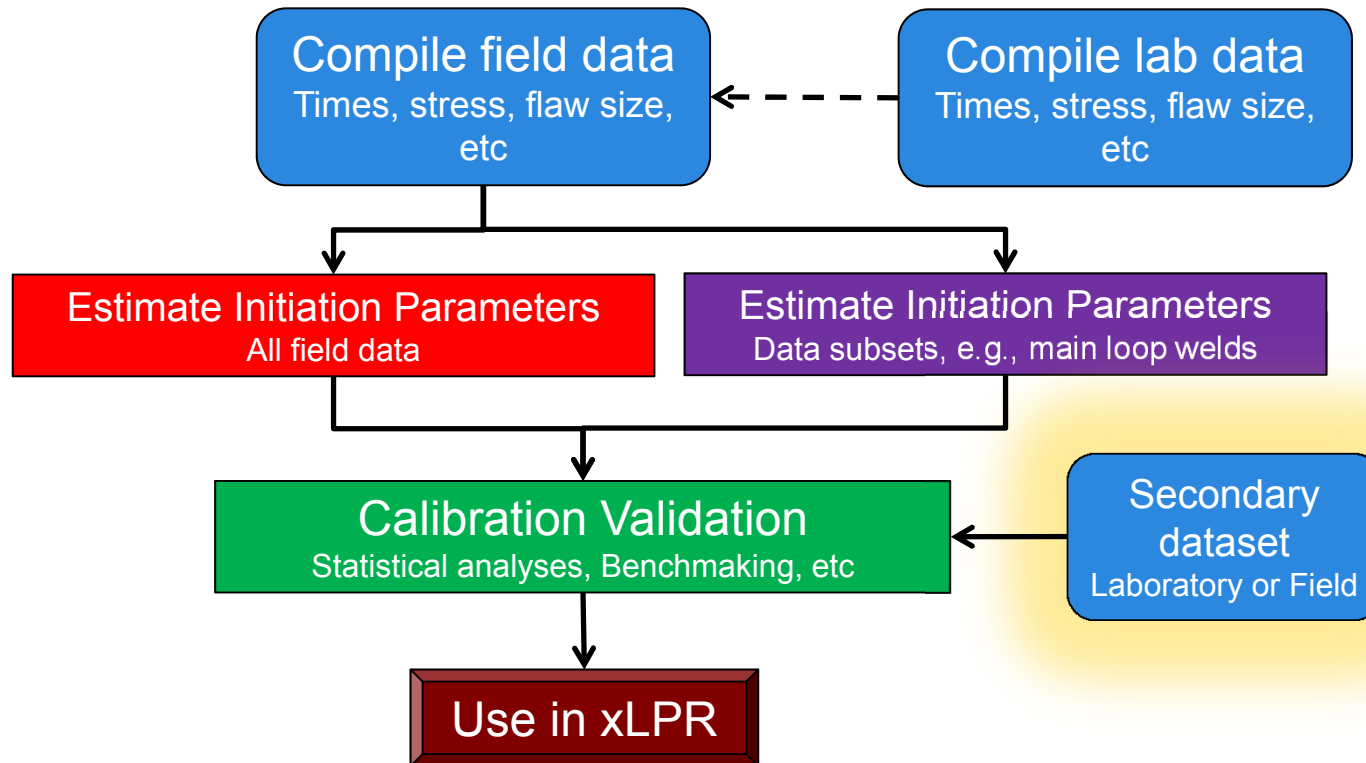 Compile field data
Times, stress, flaw size,
etc
Compile lab data
Times, stress, flaw size,
etc
Estimate Initiation Parameters
All field data
Estimate Initiation Parameters
Data subsets, e.g., main loop welds
Calibration Validation
Statistical analyses, Benchmaking, etc
Secondary
dataset
Laboratory or Field
Use in xLPR